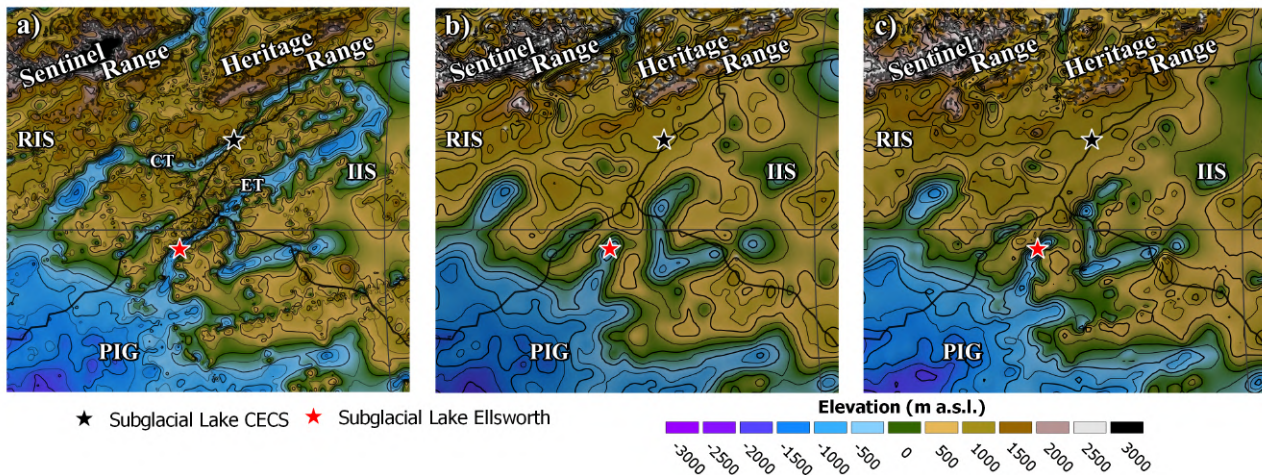 a)
Sentinel Range
Heritage Range
RIS
CT
ET
IIS
PIG
b)
Sentinel Range
Heritage Range
RIS
IIS
PIG
c)
Sentinel Range
Heritage Range
RIS
IIS
PIG
★ Subglacial Lake CECS ★ Subglacial Lake Ellsworth
Elevation (m a.s.l.)
-3000 -2500 -2000 -1500 -1000 -500 0 500 1000 1500 2000 2500 3000